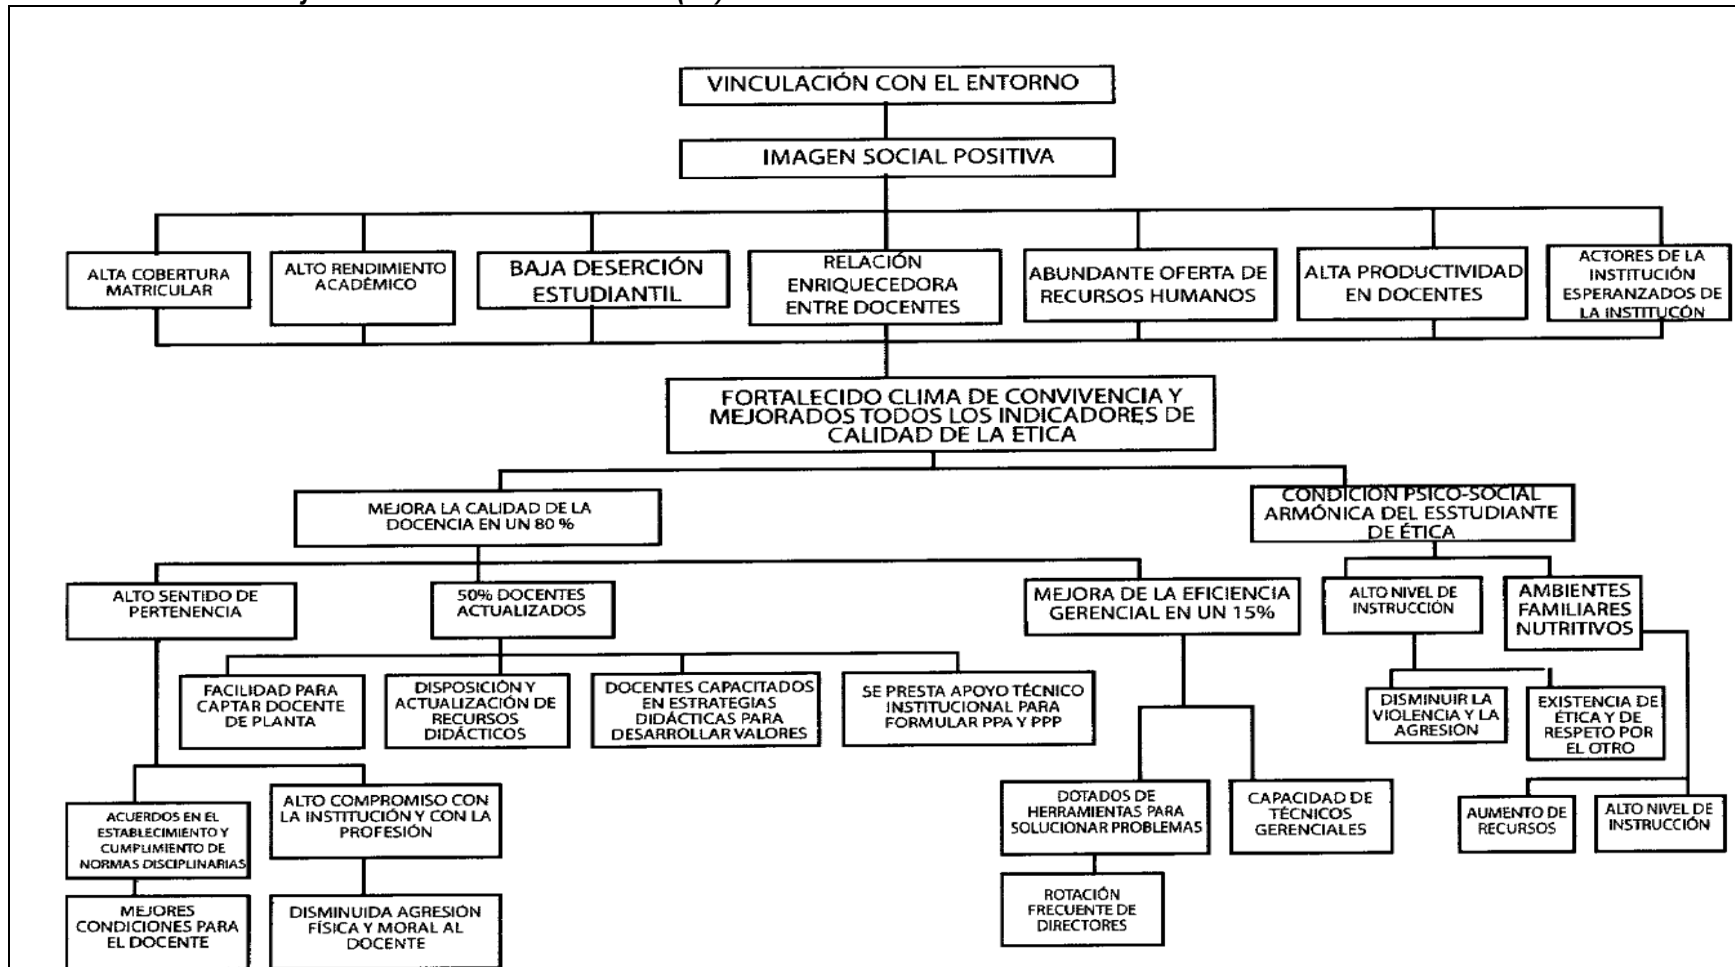 VINCULACIÓN CON EL ENTORNO
IMAGEN SOCIAL POSITIVA
ALTA COBERTURA
MATRICULAR
ALTO RENDIMIENTO
ACADÉMICO
BAJA DESERCIÓN
ESTUDIANTIL
RELACIÓN
ENRIQUECEDORA
ENTRE DOCENTES
ABUNDANTE OFERTA DE
RECURSOS HUMANOS
ALTA PRODUCTIVIDAD
EN DOCENTES
ACTORES DE LA
INSTITUCIÓN
ESPERANZADOS DE
LA INSTITUCÓN
FORTALECIDO CLIMA DE CONVIVENCIA Y
MEJORADOS TODOS LOS INDICADORES DE
CALIDAD DE LA ETICA
MEJORA LA CALIDAD DE LA
DOCENCIA EN UN 80 %
CONDICION PSICO-SOCIAL
ARMÓNICA DEL ESSTUDIANTE
DE ÉTICA
ALTO SENTIDO DE
PERTENENCIA
50% DOCENTES
ACTUALIZADOS
MEJORA DE LA EFICIENCIA
GERENCIAL EN UN 15%
ALTO NIVEL DE
INSTRUCCIÓN
AMBIENTES
FAMILIARES
NUTRITIVOS
FACILIDAD PARA
CAPTAR DOCENTE
DE PLANTA
DISPOSICIÓN Y
ACTUALIZACIÓN DE
RECURSOS
DIDÁCTICOS
DOCENTES CAPACITADOS
EN ESTRATEGIAS
DIDÁCTICAS PARA
DESARROLLAR VALORES
SE PRESTA APOYO TÉCNICO
INSTITUCIONAL PARA
FORMULAR PPA Y PPP
DISMINUIR LA
VIOLENCIA Y LA
AGRESIÓN
EXISTENCIA DE
ÉTICA Y DE
RESPETO POR
EL OTRO
ACUERDOS EN EL
ESTABLECIMIENTO Y
CUMPLIMIENTO DE
NORMAS DISCIPLINARIAS
ALTO COMPROMISO CON
LA INSTITUCIÓN Y CON LA
PROFESIÓN
DOTADOS DE
HERRAMIENTAS PARA
SOLUCIONAR PROBLEMAS
CAPACIDAD DE
TÉCNICOS
GERENCIALES
AUMENTO DE
RECURSOS
ALTO NIVEL DE
INSTRUCCIÓN
MEJORES
CONDICIONES PARA
EL DOCENTE
DISMINUIDA AGRESIÓN
FÍSICA Y MORAL AL
DOCENTE
ROTACIÓN
FRECUENTE DE
DIRECTORES